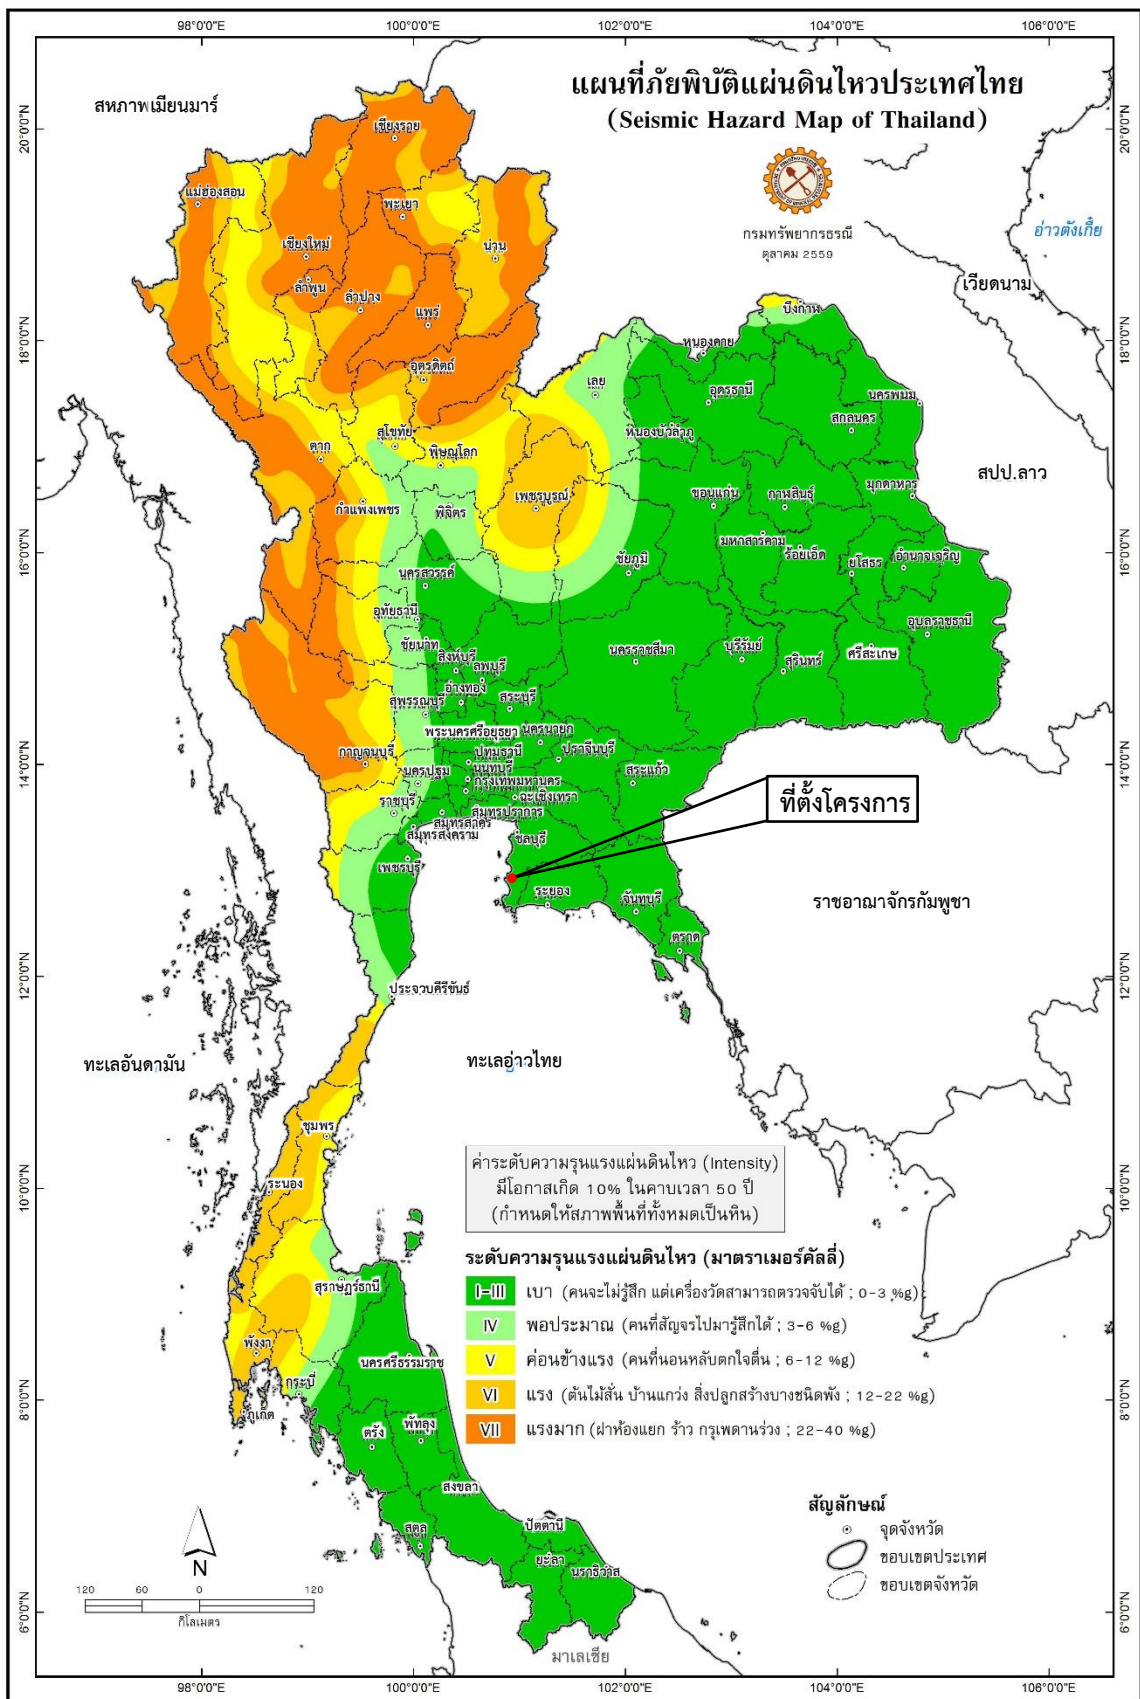 98°0'0"E
100°0'0"E
102°0'0"E
104°0'0"E
106°0'0"E
แผนที่ภัยพิบัติแผ่นดินไหวประเทศไทย
(Seismic Hazard Map of Thailand)
กรมทรัพยากรธรณี
ตุลาคม 2559
สหภาพเมียนมาร์
อ่าวตังเกี๋ย
เวียดนาม
สปป.ลาว
ราชอาณาจักรกัมพูชา
ทะเลอันดามัน
ทะเลอ่าวไทย
มาเลเซีย
ที่ตั้งโครงการ
20°0'0"N
18°0'0"N
16°0'0"N
14°0'0"N
12°0'0"N
10°0'0"N
8°0'0"N
6°0'0"N
20°0'0"N
18°0'0"N
16°0'0"N
14°0'0"N
12°0'0"N
10°0'0"N
8°0'0"N
6°0'0"N
เชียงราย
แม่ฮ่องสอน
พะเยา
เชียงใหม่
น่าน
ลำพูน
ลำปาง
แพร่
อุตรดิตถ์
บึงกาฬ
หนองคาย
เลย
อุดรธานี
นครพนม
สกลนคร
หนองบัวลำภู
สุโขทัย
ตาก
พิษณุโลก
กำแพงเพชร
พิจิตร
เพชรบูรณ์
ขอนแก่น
กาฬสินธุ์
มุกดาหาร
มหาสารคาม
ร้อยเอ็ด
ยโสธร
อำนาจเจริญ
ชัยภูมิ
นครสวรรค์
อุทัยธานี
ชัยนาท
สิงห์บุรี
ลพบุรี
อ่างทอง
สระบุรี
สุพรรณบุรี
นครราชสีมา
บุรีรัมย์
สุรินทร์
ศรีสะเกษ
อุบลราชธานี
พระนครศรีอยุธยา
นครนายก
ปทุมธานี
ปราจีนบุรี
กาญจนบุรี
นครปฐม
นนทบุรี
กรุงเทพมหานคร
สระแก้ว
ราชบุรี
ฉะเชิงเทรา
สมุทรปราการ
สมุทรสาคร
สมุทรสงคราม
ชลบุรี
เพชรบุรี
ระยอง
จันทบุรี
ตราด
ประจวบคีรีขันธ์
ชุมพร
ระนอง
สุราษฎร์ธานี
พังงา
นครศรีธรรมราช
กระบี่
ภูเก็ต
ตรัง
พัทลุง
สงขลา
สตูล
ปัตตานี
ยะลา
นราธิวาส
ค่าระดับความรุนแรงแผ่นดินไหว (Intensity)
มีโอกาสเกิด 10% ในคาบเวลา 50 ปี
(กำหนดให้สภาพพื้นที่ทั้งหมดเป็นหิน)
ระดับความรุนแรงแผ่นดินไหว (มาตราเมอร์คัลลี่)
I-III เบา (คนจะไม่รู้สึก แต่เครื่องวัดสามารถตรวจจับได้ ; 0-3 %g)
IV พอประมาณ (คนที่สัญจรไปมารู้สึกได้ ; 3-6 %g)
V ค่อนข้างแรง (คนที่นอนหลับตกใจตื่น ; 6-12 %g)
VI แรง (ต้นไม้สั่น บ้านแกว่ง สิ่งปลูกสร้างบางชนิดพัง ; 12-22 %g)
VII แรงมาก (ฝาห้องแยก ร้าว กรุเพดานร่วง ; 22-40 %g)
สัญลักษณ์
จุดจังหวัด
ขอบเขตประเทศ
ขอบเขตจังหวัด
N
120 60 0 120
กิโลเมตร
98°0'0"E
100°0'0"E
102°0'0"E
104°0'0"E
106°0'0"E